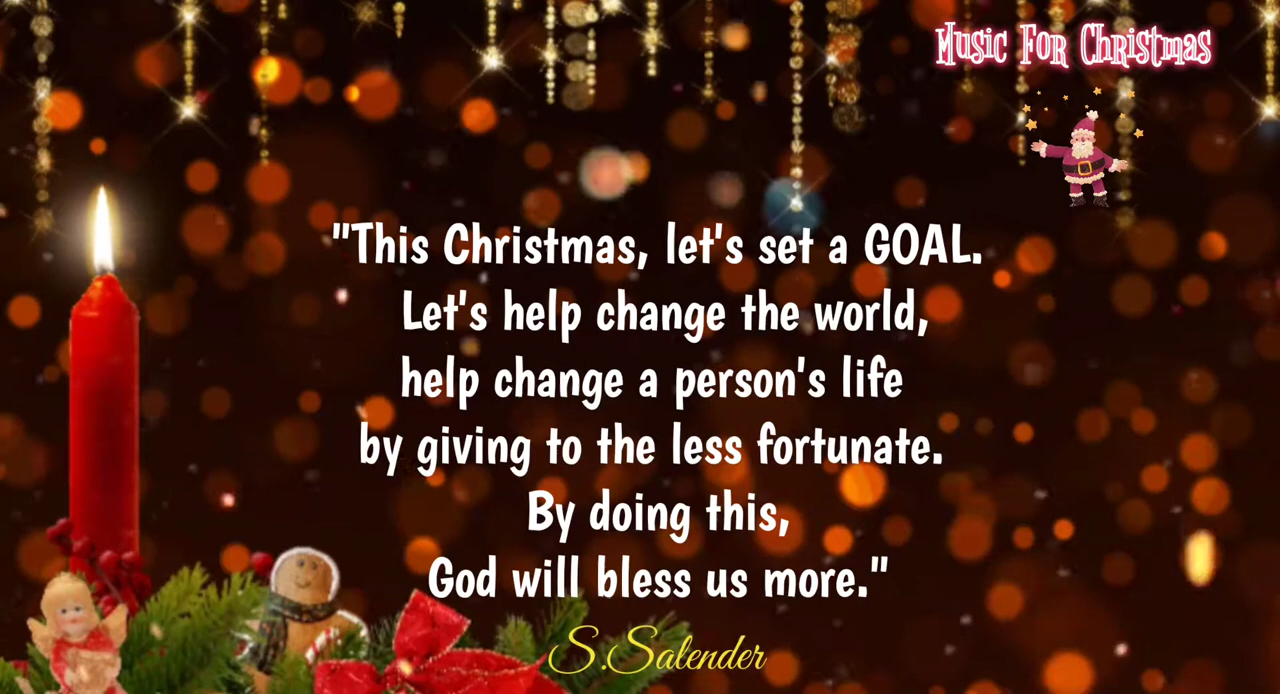 Music For Christmas
"This Christmas, let's set a GOAL.
Let's help change the world,
help change a person's life
by giving to the less fortunate.
By doing this,
God will bless us more."
S.Salender